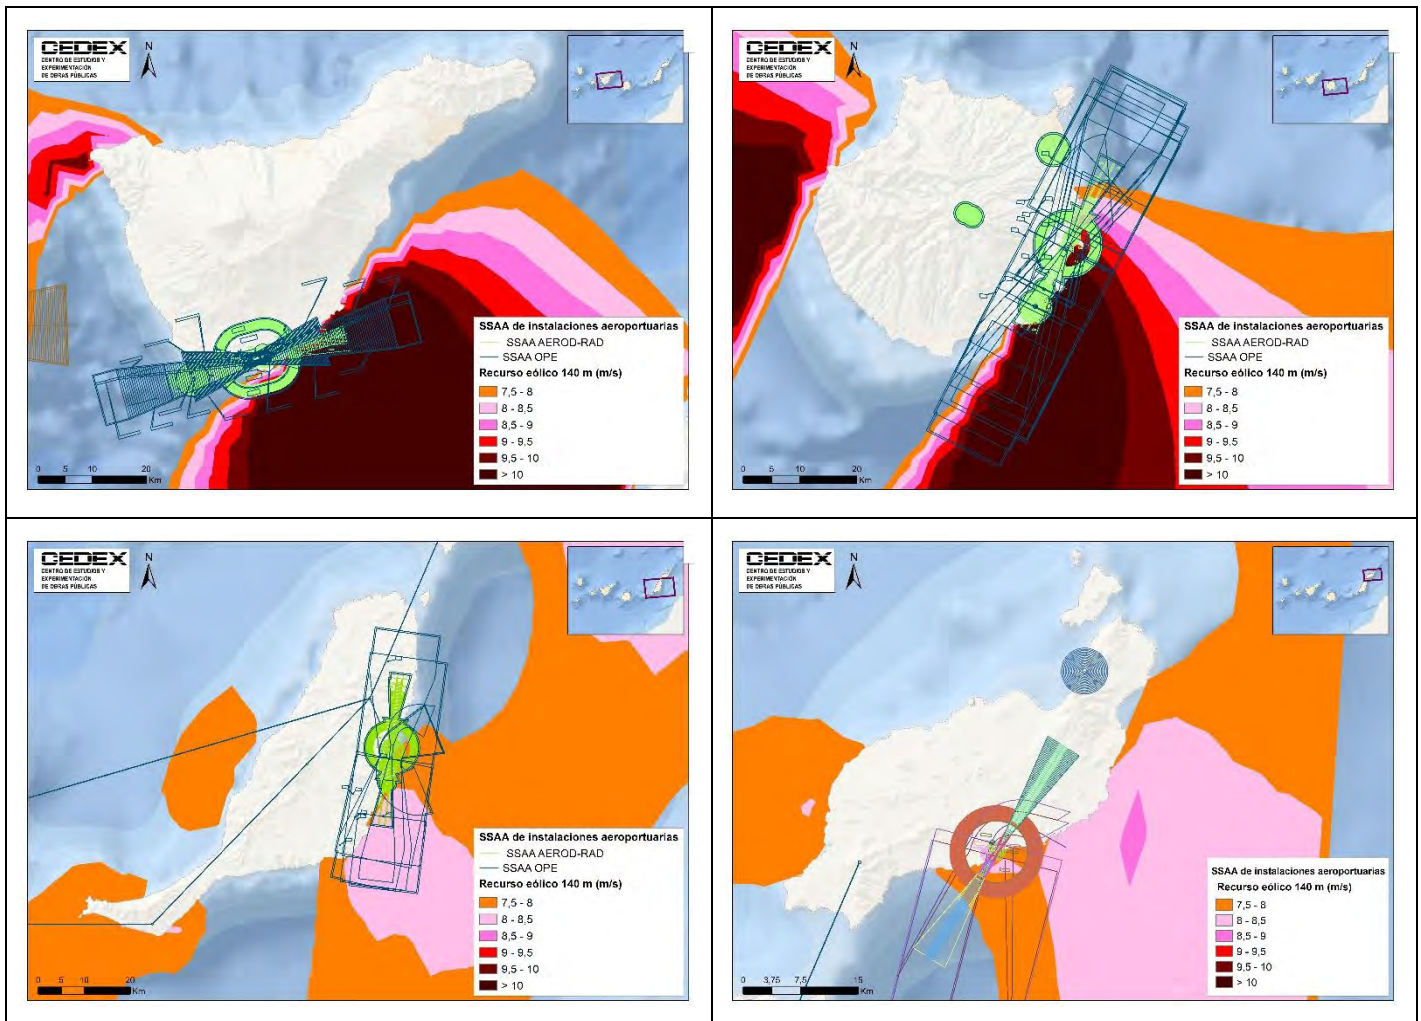 CEDEX
CENTRO DE ESTUDIOS Y
EXPERIMENTACIÓN
DE OBRAS PÚBLICAS
N
SSAA de instalaciones aeroportuarias
SSAA AEROD-RAD
SSAA OPE
Recurso eólico 140 m (m/s)
7,5 - 8
8 - 8,5
8,5 - 9
9 - 9.5
9,5 - 10
> 10
0 5 10 20
Km
CEDEX
CENTRO DE ESTUDIOS Y
EXPERIMENTACIÓN
DE OBRAS PÚBLICAS
N
SSAA de instalaciones aeroportuarias
SSAA AEROD-RAD
SSAA OPE
Recurso eólico 140 m (m/s)
7,5 - 8
8 - 8,5
8,5 - 9
9 - 9.5
9,5 - 10
> 10
0 5 10 20
Km
CEDEX
CENTRO DE ESTUDIOS Y
EXPERIMENTACIÓN
DE OBRAS PÚBLICAS
N
SSAA de instalaciones aeroportuarias
SSAA AEROD-RAD
SSAA OPE
Recurso eólico 140 m (m/s)
7,5 - 8
8 - 8,5
8,5 - 9
9 - 9.5
9,5 - 10
> 10
0 5 10 20
Km
CEDEX
CENTRO DE ESTUDIOS Y
EXPERIMENTACIÓN
DE OBRAS PÚBLICAS
N
SSAA de instalaciones aeroportuarias
Recurso eólico 140 m (m/s)
7,5 - 8
8 - 8,5
8,5 - 9
9 - 9,5
9,5 - 10
> 10
0 3,75 7,5 15
Km